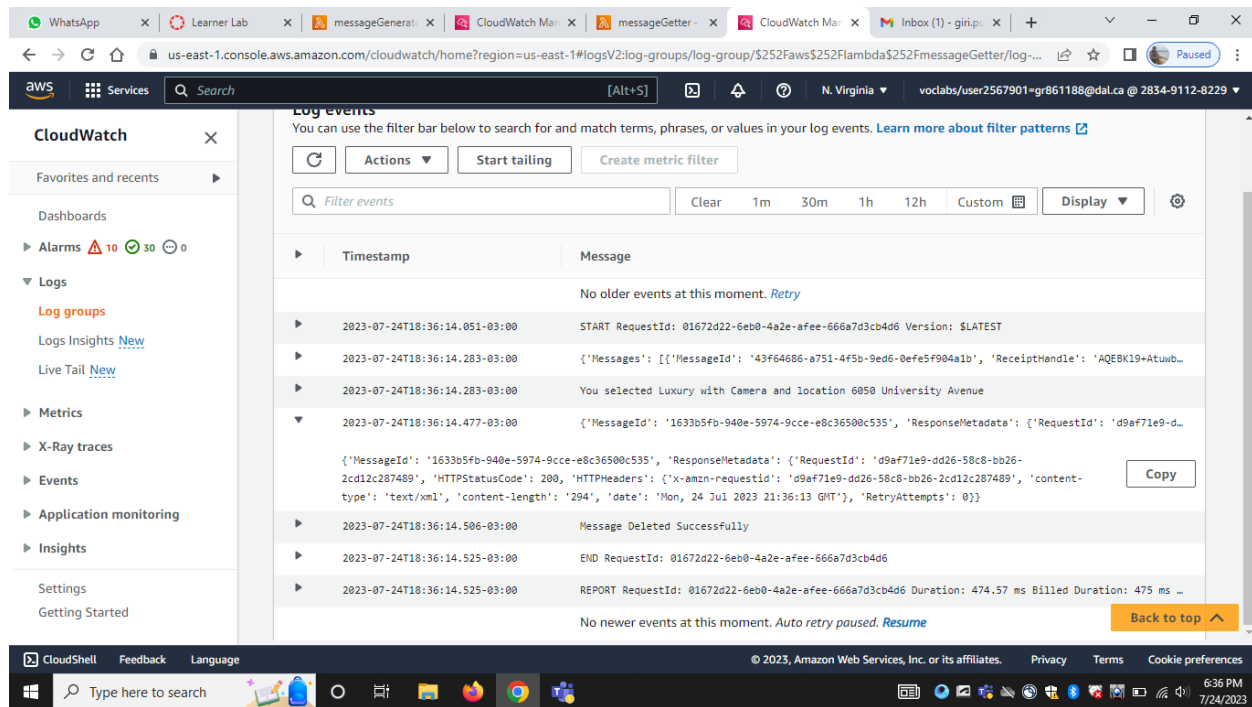 WhatsApp
Learner Lab
messageGenerat
CloudWatch Man
messageGetter -
CloudWatch Man
Inbox (1) - giri.pu
us-east-1.console.aws.amazon.com/cloudwatch/home?region=us-east-1#logsV2:log-groups/log-group/$252Faws$252Flambda$252FmessageGetter/log-...
Paused
aws
Services
Search
[Alt+S]
N. Virginia
voclabs/user2567901=gr861188@dal.ca @ 2834-9112-8229
CloudWatch
Favorites and recents
Dashboards
Alarms 10 30 0
Logs
Log groups
Logs Insights New
Live Tail New
Metrics
X-Ray traces
Events
Application monitoring
Insights
Settings
Getting Started
Log events
You can use the filter bar below to search for and match terms, phrases, or values in your log events. Learn more about filter patterns
Actions
Start tailing
Create metric filter
Filter events
Clear 1m 30m 1h 12h Custom
Display
Timestamp Message
No older events at this moment. Retry
2023-07-24T18:36:14.051-03:00 START RequestId: 01672d22-6eb0-4a2e-afee-666a7d3cb4d6 Version: $LATEST
2023-07-24T18:36:14.283-03:00 {'Messages': [{'MessageId': '43f64686-a751-4f5b-9ed6-0efe5f904a1b', 'ReceiptHandle': 'AQEBKl9+Atuwb…
2023-07-24T18:36:14.283-03:00 You selected Luxury with Camera and location 6050 University Avenue
2023-07-24T18:36:14.477-03:00 {'MessageId': '1633b5fb-940e-5974-9cce-e8c36500c535', 'ResponseMetadata': {'RequestId': 'd9af71e9-d…
{'MessageId': '1633b5fb-940e-5974-9cce-e8c36500c535', 'ResponseMetadata': {'RequestId': 'd9af71e9-dd26-58c8-bb26-
2cd12c287489', 'HTTPStatusCode': 200, 'HTTPHeaders': {'x-amzn-requestid': 'd9af71e9-dd26-58c8-bb26-2cd12c287489', 'content-
type': 'text/xml', 'content-length': '294', 'date': 'Mon, 24 Jul 2023 21:36:13 GMT'}, 'RetryAttempts': 0}}
Copy
2023-07-24T18:36:14.506-03:00 Message Deleted Successfully
2023-07-24T18:36:14.525-03:00 END RequestId: 01672d22-6eb0-4a2e-afee-666a7d3cb4d6
2023-07-24T18:36:14.525-03:00 REPORT RequestId: 01672d22-6eb0-4a2e-afee-666a7d3cb4d6 Duration: 474.57 ms Billed Duration: 475 ms …
No newer events at this moment. Auto retry paused. Resume
Back to top
CloudShell Feedback Language
© 2023, Amazon Web Services, Inc. or its affiliates. Privacy Terms Cookie preferences
Type here to search
6:36 PM
7/24/2023